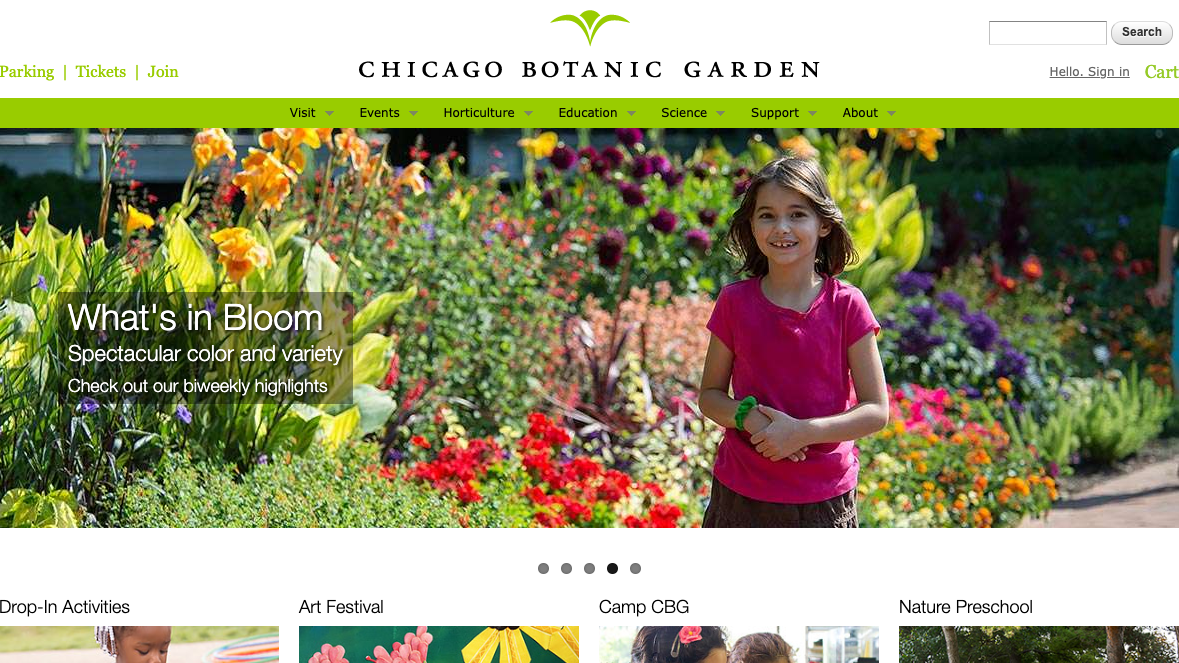 Search
Parking | Tickets | Join
CHICAGO BOTANIC GARDEN
Hello. Sign in
Cart
Visit
Events
Horticulture
Education
Science
Support
About
What's in Bloom
Spectacular color and variety
Check out our biweekly highlights
Drop-In Activities
Art Festival
Camp CBG
Nature Preschool